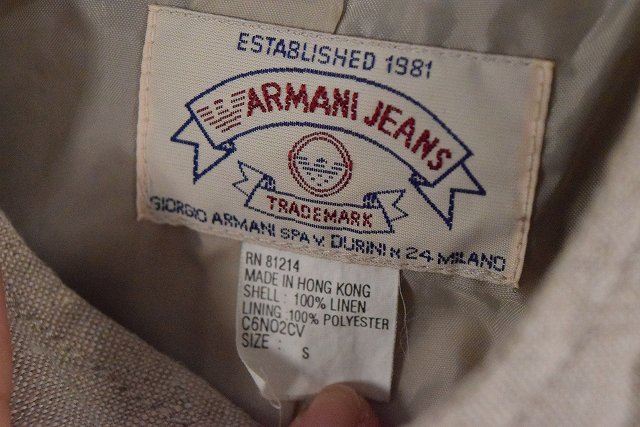 ESTABLISHED 1981
ARMANI JEANS
TRADEMARK
GIORGIO ARMANI SPA V. DURINI N 24 MILANO
RN 81214
MADE IN HONG KONG
SHELL : 100% LINEN
LINING : 100% POLYESTER
C6N02CV
SIZE : S